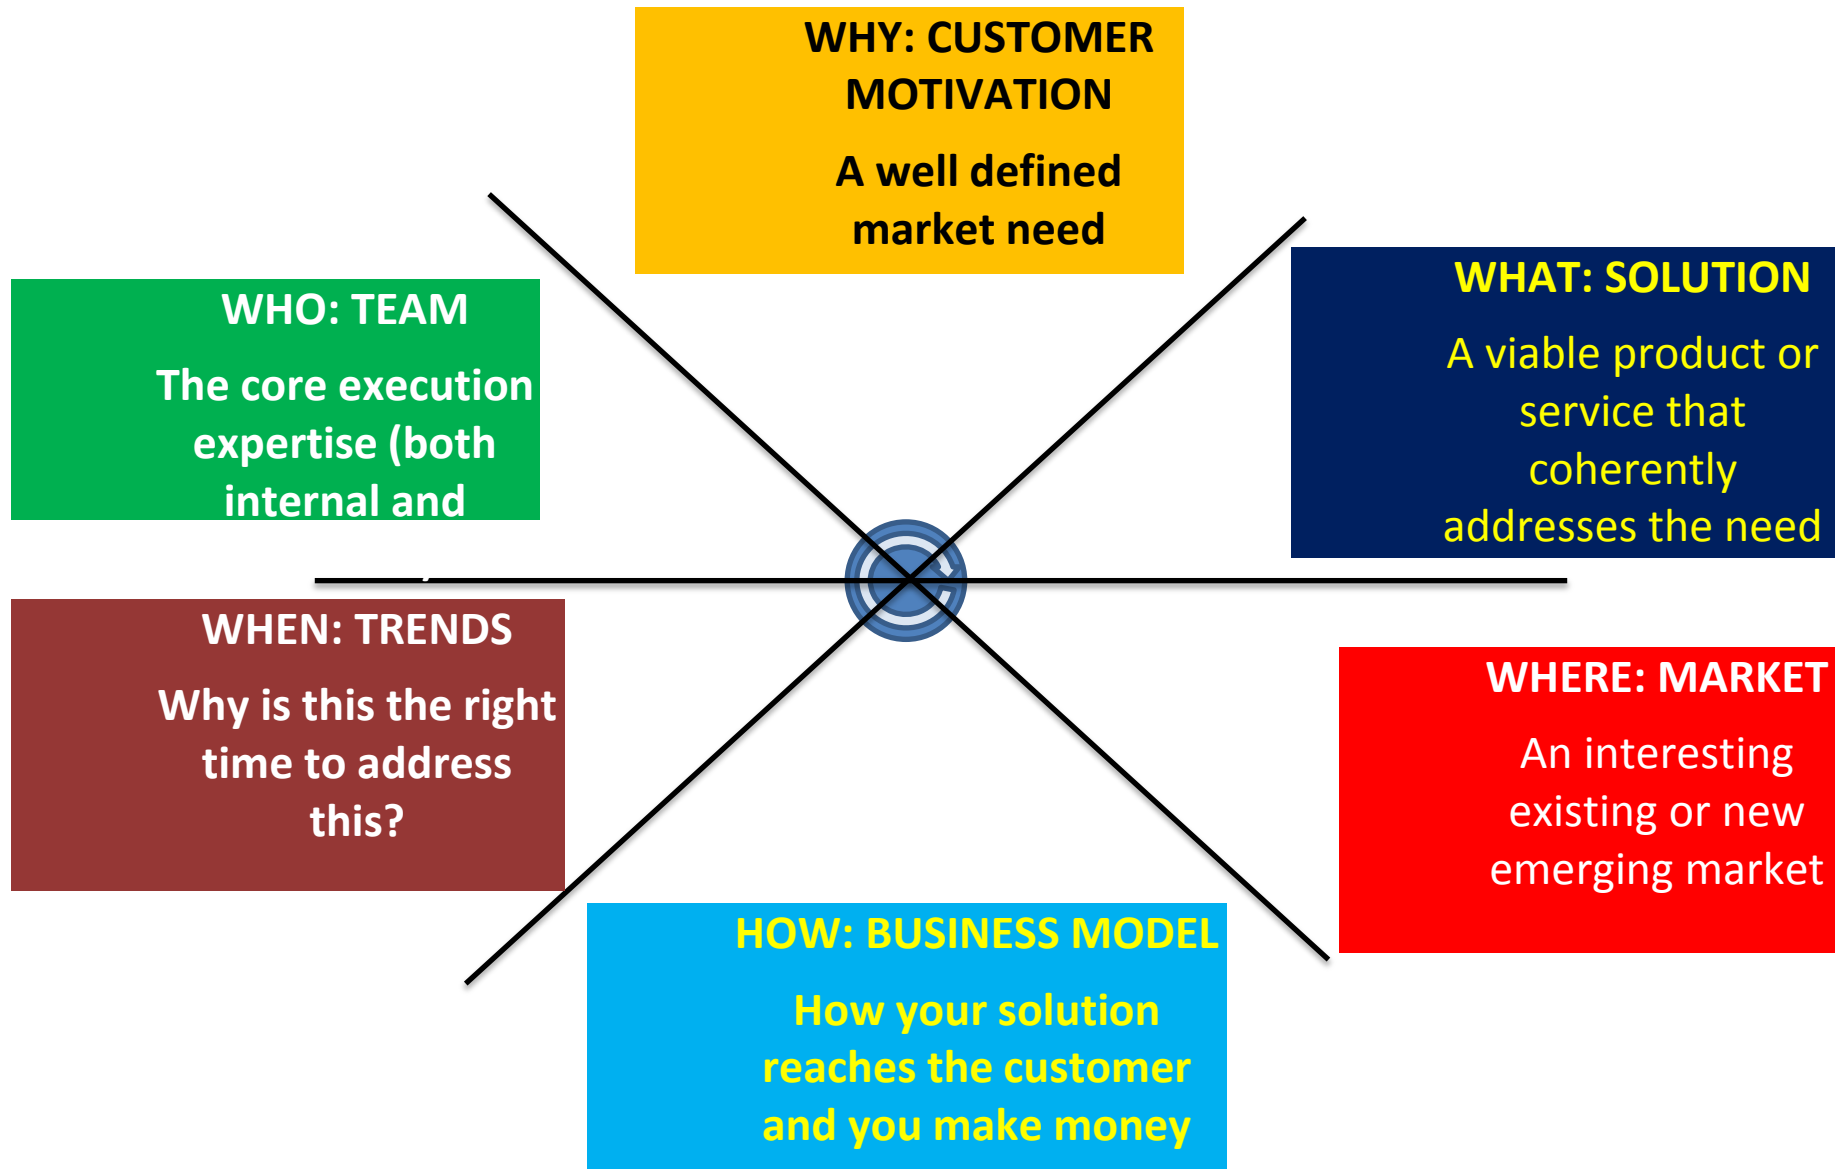 WHY: CUSTOMER
MOTIVATION
A well defined
market need
WHAT: SOLUTION
A viable product or
service that
coherently
addresses the need
WHERE: MARKET
An interesting
existing or new
emerging market
HOW: BUSINESS MODEL
How your solution
reaches the customer
and you make money
WHEN: TRENDS
Why is this the right
time to address
this?
WHO: TEAM
The core execution
expertise (both
internal and